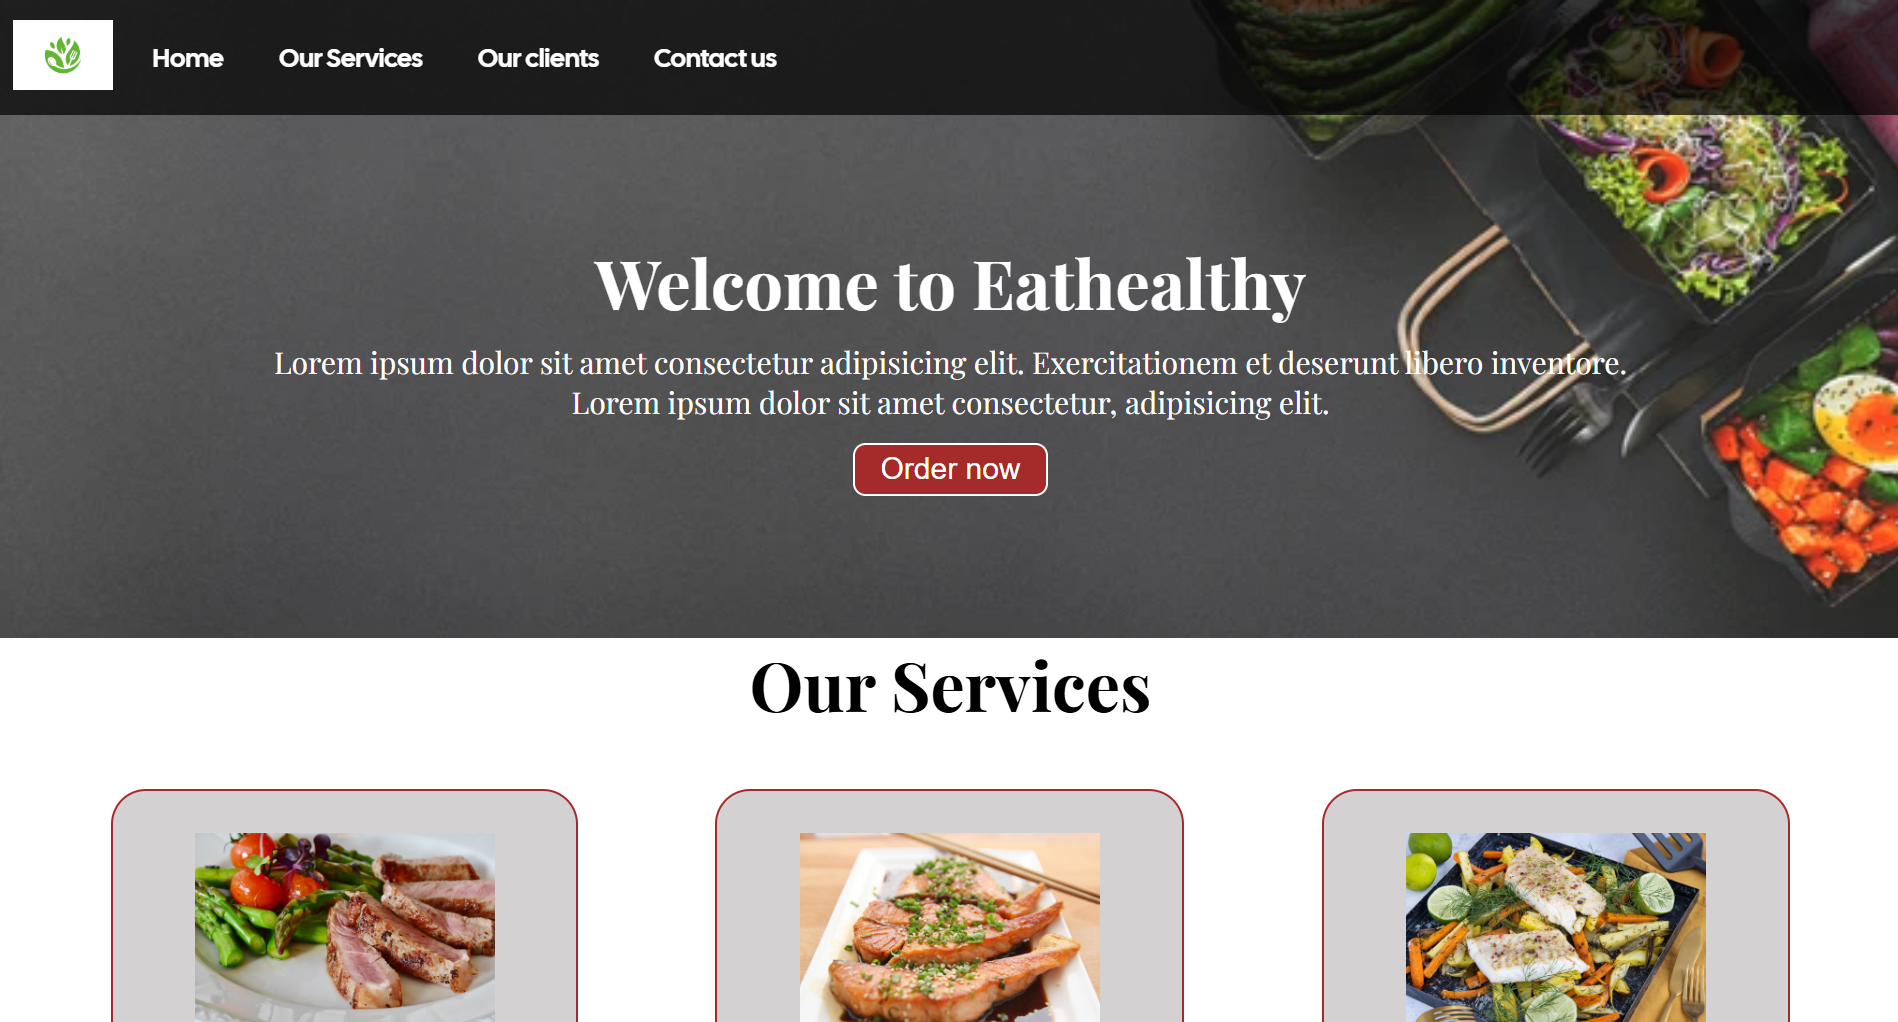 Home Our Services Our clients Contact us
Welcome to Eathealthy
Lorem ipsum dolor sit amet consectetur adipisicing elit. Exercitationem et deserunt libero inventore.
Lorem ipsum dolor sit amet consectetur, adipisicing elit.
Order now
Our Services